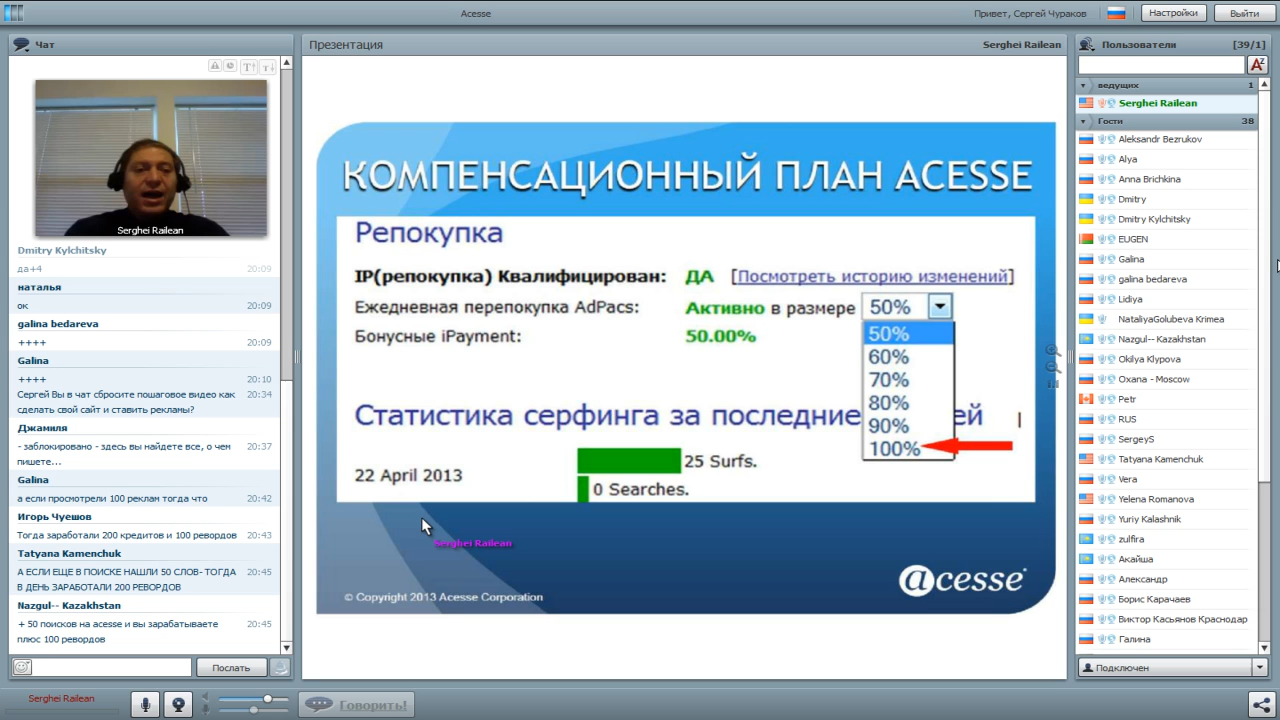 Acesse
Привет, Сергей Чураков
Настройки
Выйти
Чат
Serghei Railean
Dmitry Kylchitsky
да+4 20:09
наталья
ок 20:09
galina bedareva
++++ 20:09
Galina
++++ 20:10
Сергей Вы в чат сбросите пошаговое видео как 20:34
сделать свой сайт и ставить рекланы?
Джамиля
- заблокировано - здесь вы найдете все, о чем 20:37
пишете...
Galina
а если просмотрели 100 реклам тогда что 20:42
Игорь Чуешов
Тогда заработали 200 кредитов и 100 ревордов 20:43
Tatyana Kamenchuk
А ЕСЛИ ЕЩЕ В ПОИСКЕ НАШЛИ 50 СЛОВ- ТОГДА 20:45
В ДЕНЬ ЗАРАБОТАЛИ 200 РЕВОРДОВ
Nazgul-- Kazakhstan
+ 50 поисков на acesse и вы зарабатываете 20:45
плюс 100 ревордов
Послать
Serghei Railean
Говорить!
Презентация
Serghei Railean
КОМПЕНСАЦИОННЫЙ ПЛАН ACESSE
Репокупка
IP(репокупка) Квалифицирован: ДА [Посмотреть историю изменений]
Ежедневная перепокупка AdPacs: Активно в размере 50%
Бонусные iPayment: 50.00%
50%
60%
70%
80%
90%
100%
Статистика серфинга за последние ей
22 April 2013
25 Surfs.
0 Searches.
Serghei Railean
acesse
© Copyright 2013 Acesse Corporation
Пользователи [39/1]
ведущих 1
Serghei Railean
Гости 38
Aleksandr Bezrukov
Alya
Anna Brichkina
Dmitry
Dmitry Kylchitsky
EUGEN
Galina
galina bedareva
Lidiya
NataliyaGolubeva Krimea
Nazgul-- Kazakhstan
Okilya Klypova
Oxana - Moscow
Petr
RUS
SergeyS
Tatyana Kamenchuk
Vera
Yelena Romanova
Yuriy Kalashnik
zulfira
Акайша
Александр
Борис Карачаев
Виктор Касьянов Краснодар
Галина
Подключен